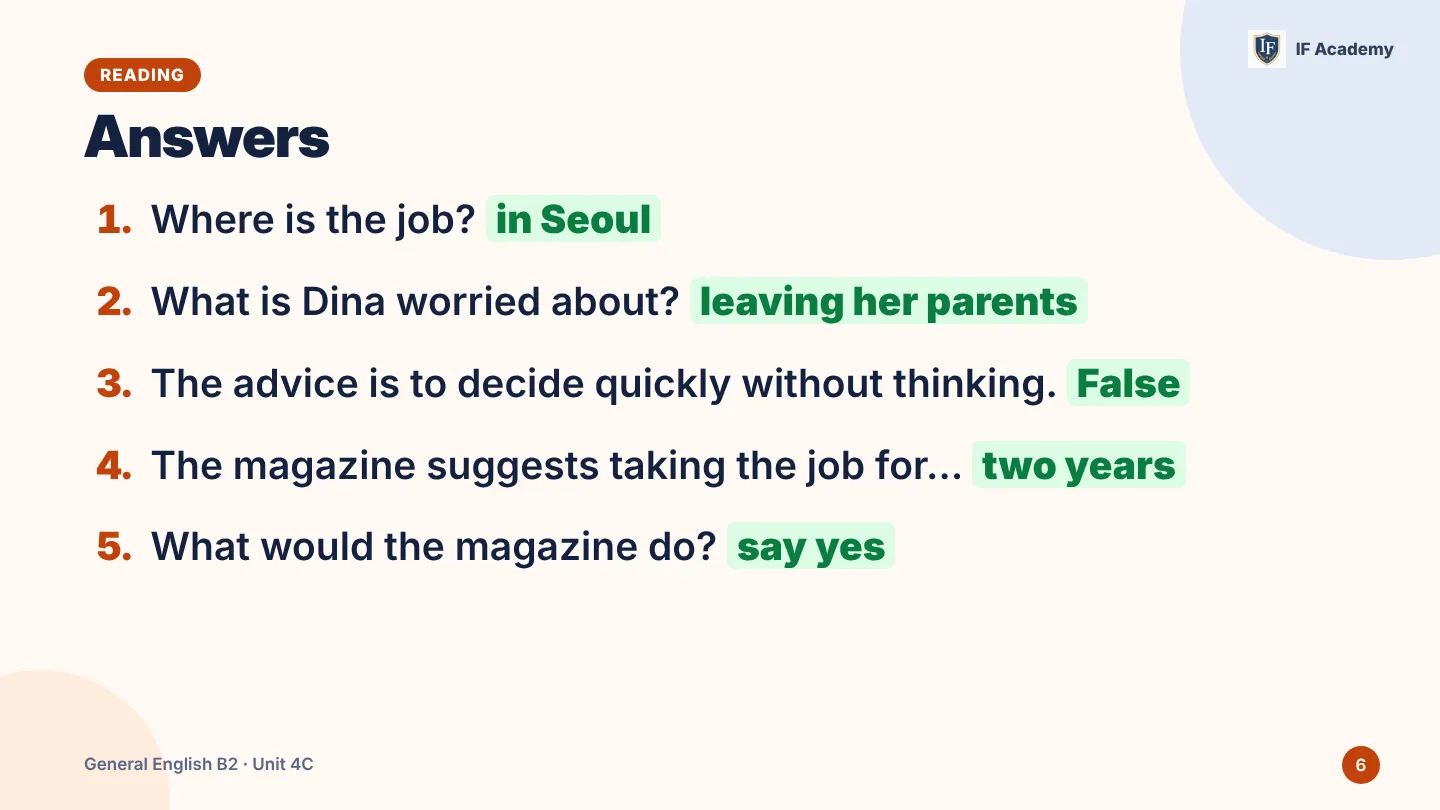 IF
IF Academy
READING
Answers
1. Where is the job? in Seoul
2. What is Dina worried about? leaving her parents
3. The advice is to decide quickly without thinking. False
4. The magazine suggests taking the job for... two years
5. What would the magazine do? say yes
General English B2 · Unit 4C
6